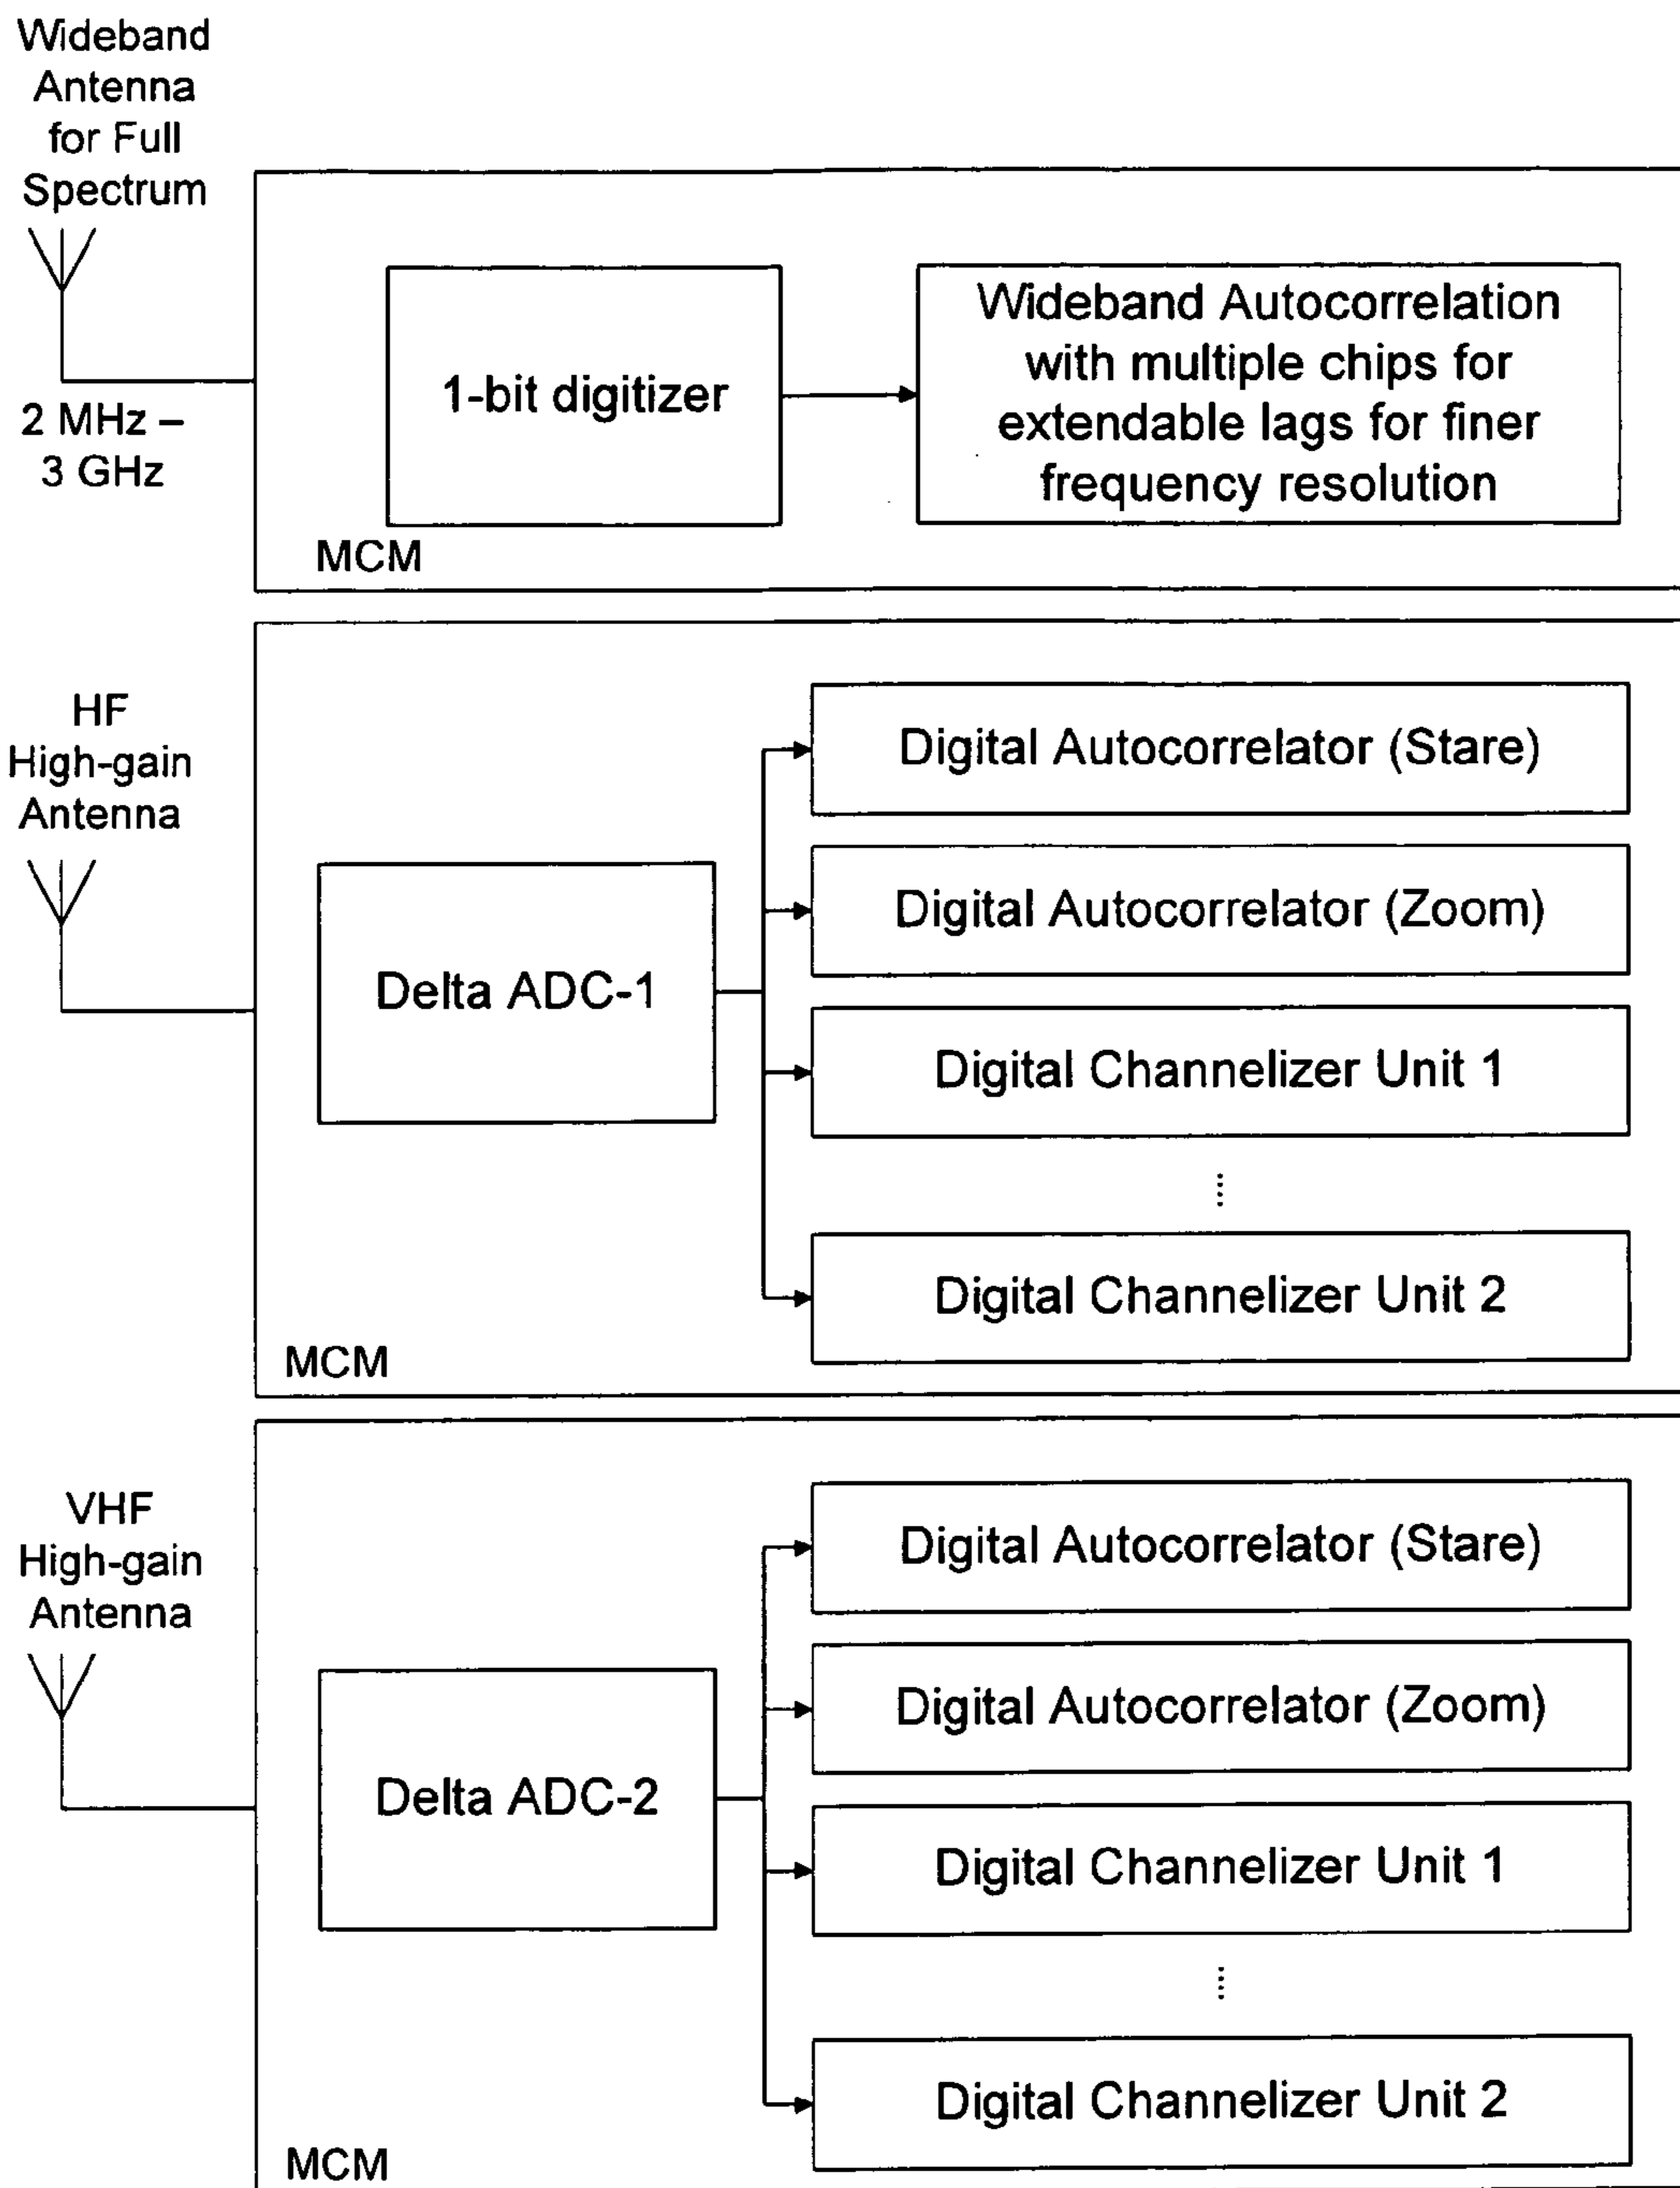 Wideband
Antenna
for Full
Spectrum
2 MHz –
3 GHz
1-bit digitizer
Wideband Autocorrelation
with multiple chips for
extendable lags for finer
frequency resolution
MCM
HF
High-gain
Antenna
Delta ADC-1
Digital Autocorrelator (Stare)
Digital Autocorrelator (Zoom)
Digital Channelizer Unit 1
Digital Channelizer Unit 2
MCM
VHF
High-gain
Antenna
Delta ADC-2
Digital Autocorrelator (Stare)
Digital Autocorrelator (Zoom)
Digital Channelizer Unit 1
Digital Channelizer Unit 2
MCM